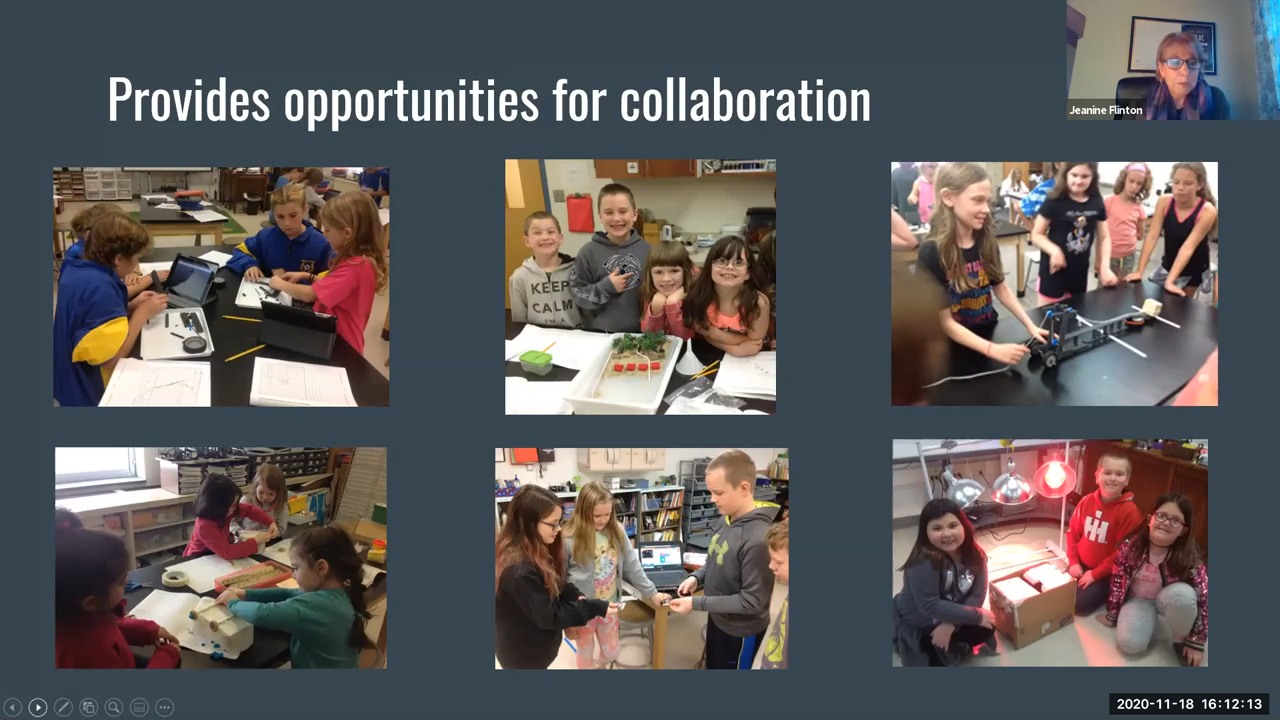 Provides opportunities for collaboration
Jeanine Flinton
KEEP
CALM
2020-11-18 16:12:13